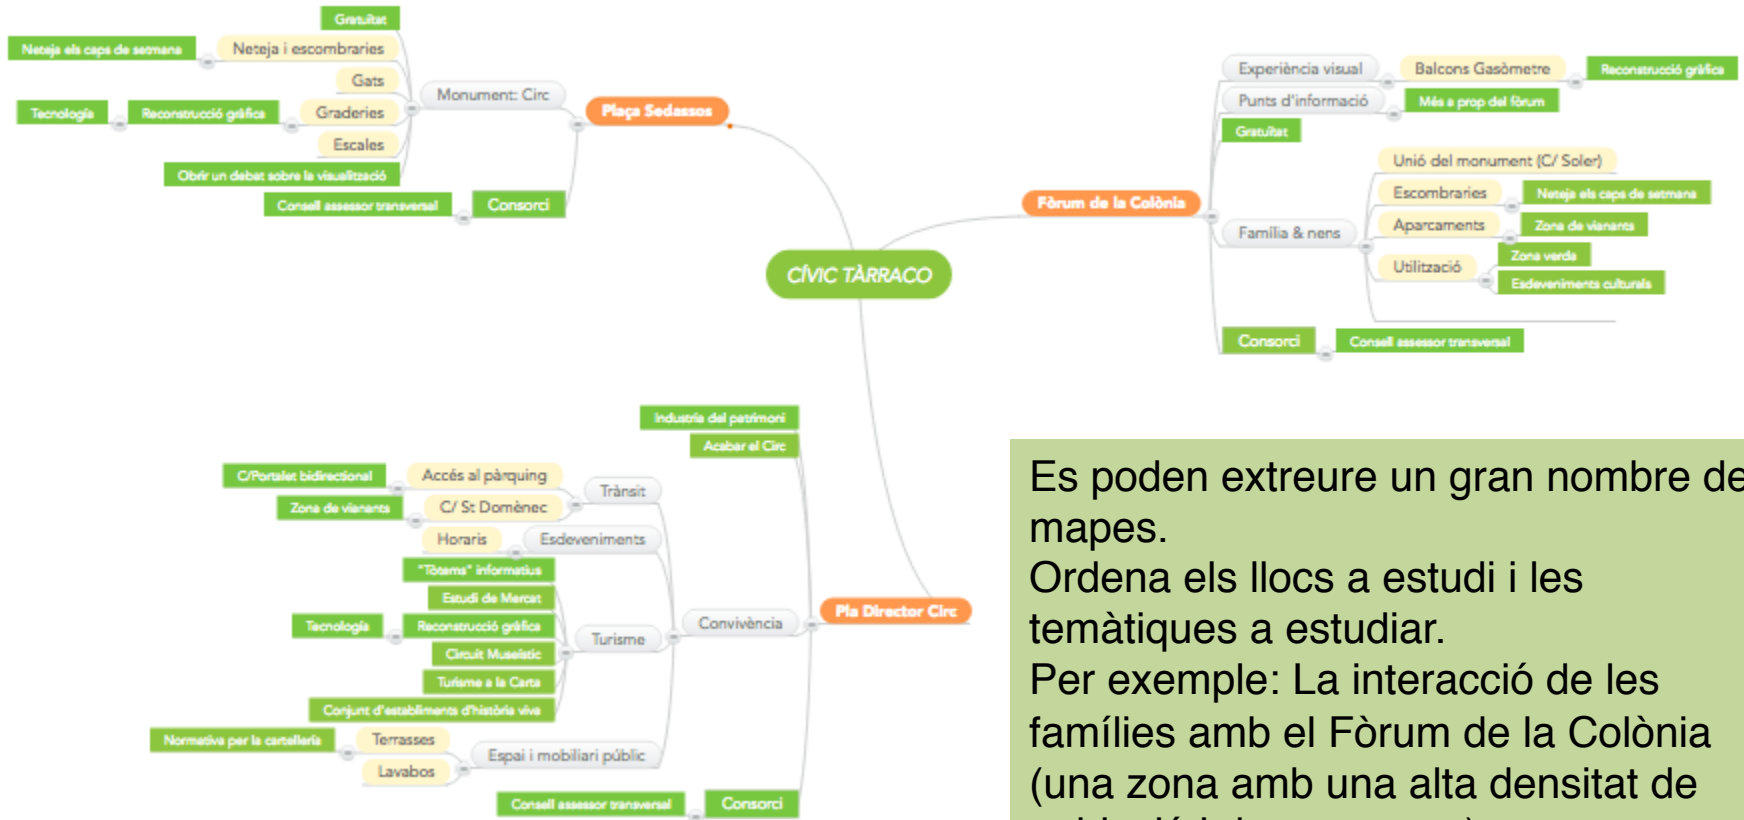 Gratuïtat
Neteja els caps de setmana
Neteja i escombraries
Gats
Monument: Circ
Plaça Sedassos
Tecnologia
Reconstrucció gràfica
Graderies
Escales
Obrir un debat sobre la visualització
Consell assessor transversal
Consorci
CÍVIC TÀRRACO
Fòrum de la Colònia
Experiència visual
Balcons Gasòmetre
Reconstrucció gràfica
Punts d'informació
Més a prop del fòrum
Gratuïtat
Família & nens
Unió del monument (C/ Soler)
Escombraries
Neteja els caps de setmana
Aparcaments
Zona de vianants
Utilització
Zona verda
Esdeveniments culturals
Consorci
Consell assessor transversal
Industria del patrimoni
Acabar el Circ
C/Portalet bidirectional
Accés al pàrquing
Trànsit
Zona de vianants
C/ St Domènec
Horaris
Esdeveniments
"Tòtems" informatius
Estudi de Mercat
Tecnologia
Reconstrucció gràfica
Turisme
Convivència
Pla Director Circ
Circuit Museístic
Turisme a la Carta
Conjunt d'establiments d'història viva
Normativa per la cartelleria
Terrasses
Espai i mobiliari públic
Lavabos
Consell assessor transversal
Consorci
Es poden extreure un gran nombre de
mapes.
Ordena els llocs a estudi i les
temàtiques a estudiar.
Per exemple: La interacció de les
famílies amb el Fòrum de la Colònia
(una zona amb una alta densitat de